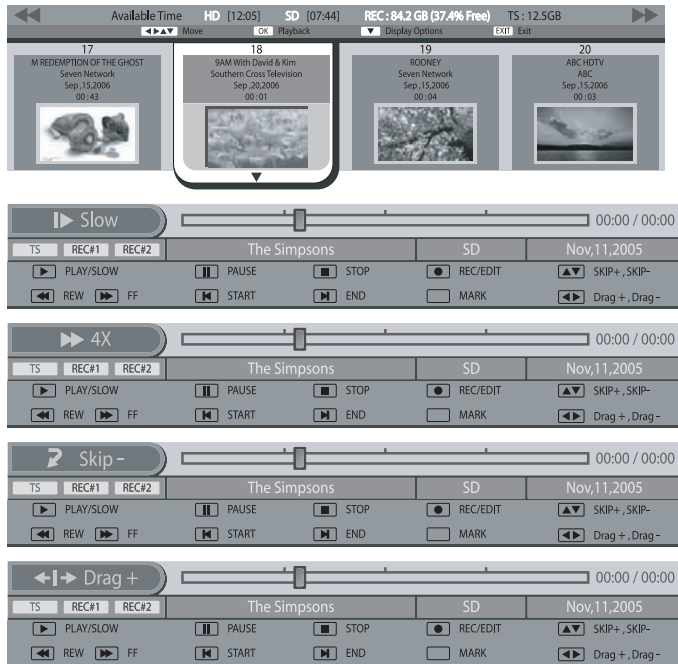 Available Time HD [12:05] SD [07:44] REC : 84.2 GB (37.4% Free) TS : 12.5GB
Move OK Playback Display Options EXIT Exit
17 18 19 20
M REDEMPTION OF THE GHOST 9AM With David & Kim RODNEY ABC HDTV
Seven Network Southern Cross Television Seven Network ABC
Sep ,15,2006 Sep ,20,2006 Sep ,15,2006 Sep ,15,2006
00 : 43 00 : 01 00 : 04 00 : 03
Slow 00:00 / 00:00
TS REC#1 REC#2 The Simpsons SD Nov,11,2005
PLAY/SLOW PAUSE STOP REC/EDIT SKIP+ , SKIP-
REW FF START END MARK Drag + , Drag -
4X 00:00 / 00:00
TS REC#1 REC#2 The Simpsons SD Nov,11,2005
PLAY/SLOW PAUSE STOP REC/EDIT SKIP+ , SKIP-
REW FF START END MARK Drag + , Drag -
Skip - 00:00 / 00:00
TS REC#1 REC#2 The Simpsons SD Nov,11,2005
PLAY/SLOW PAUSE STOP REC/EDIT SKIP+ , SKIP-
REW FF START END MARK Drag + , Drag -
Drag + 00:00 / 00:00
TS REC#1 REC#2 The Simpsons SD Nov,11,2005
PLAY/SLOW PAUSE STOP REC/EDIT SKIP+ , SKIP-
REW FF START END MARK Drag + , Drag -